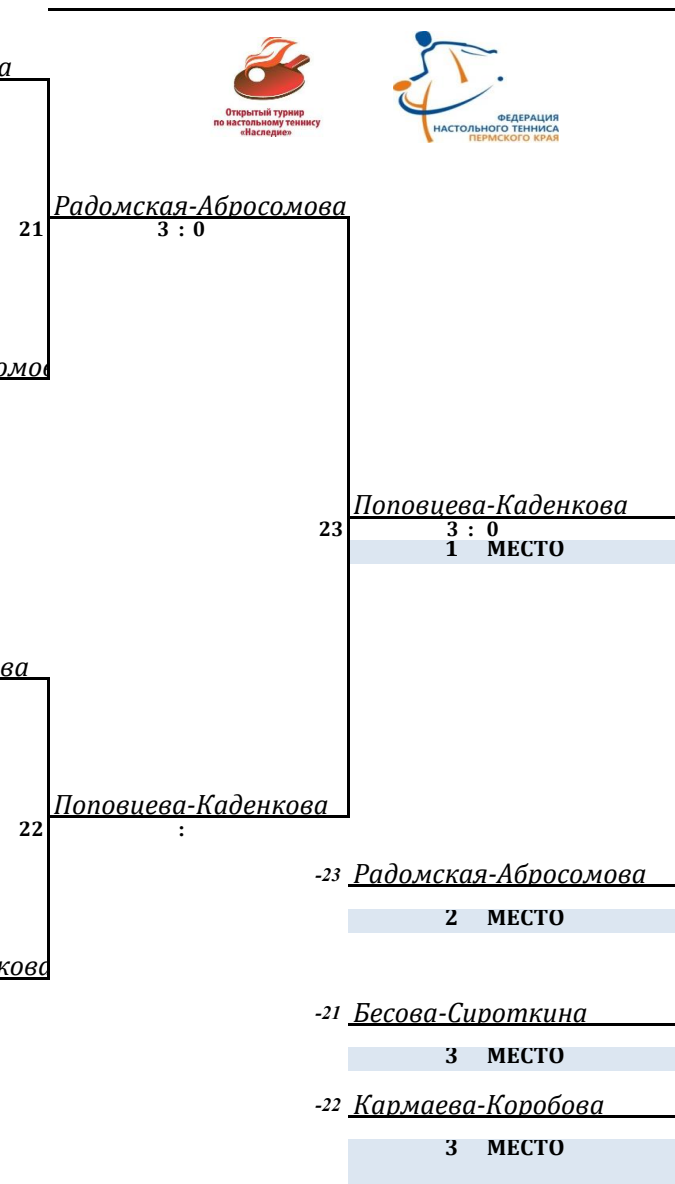 Открытый турнир
по настольному теннису
«Наследие»
ФЕДЕРАЦИЯ
НАСТОЛЬНОГО ТЕННИСА
ПЕРМСКОГО КРАЯ
Радомская-Абросомова
21 3 : 0
Поповцева-Каденкова
23 3 : 0
1 МЕСТО
Поповцева-Каденкова
22 :
-23 Радомская-Абросомова
2 МЕСТО
-21 Бесова-Сироткина
3 МЕСТО
-22 Кармаева-Коробова
3 МЕСТО